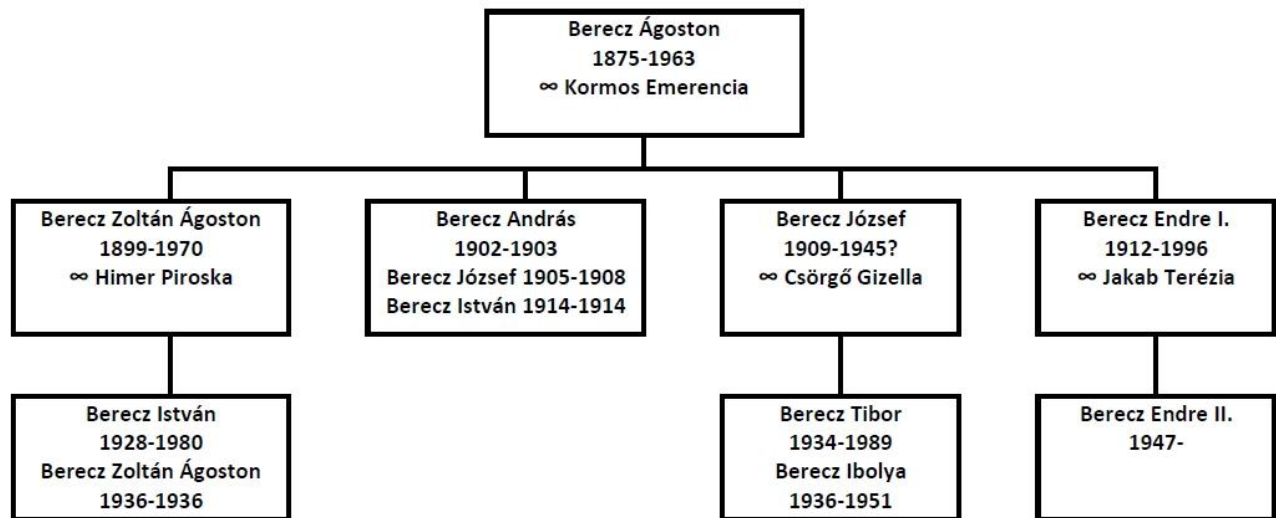 Berecz Ágoston
1875-1963
∞ Kormos Emerencia
Berecz Zoltán Ágoston
1899-1970
∞ Himer Piroska
Berecz András
1902-1903
Berecz József 1905-1908
Berecz István 1914-1914
Berecz József
1909-1945?
∞ Csörgő Gizella
Berecz Endre I.
1912-1996
∞ Jakab Terézia
Berecz István
1928-1980
Berecz Zoltán Ágoston
1936-1936
Berecz Tibor
1934-1989
Berecz Ibolya
1936-1951
Berecz Endre II.
1947-